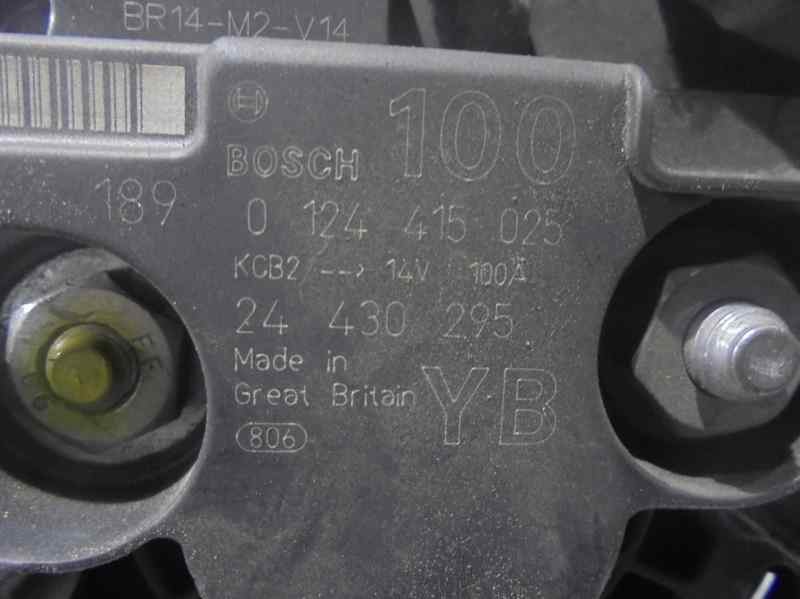 BR14-M2-V14
BOSCH 100
189
0 124 415 025
KCB2 --> 14V 100A
24 430 295
Made in
Great Britain YB
806